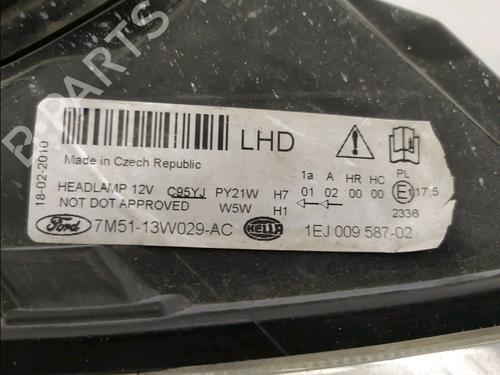 B-PARTS
18-02-2010
LHD
Made in Czech Republic
HEADLAMP 12V C95YJ PY21W H7
NOT DOT APPROVED W5W H1
1a A HR HC PL
01 02 00 00 E1 17,5
2336
Ford 7M51-13W029-AC HELLA 1EJ 009 587-02